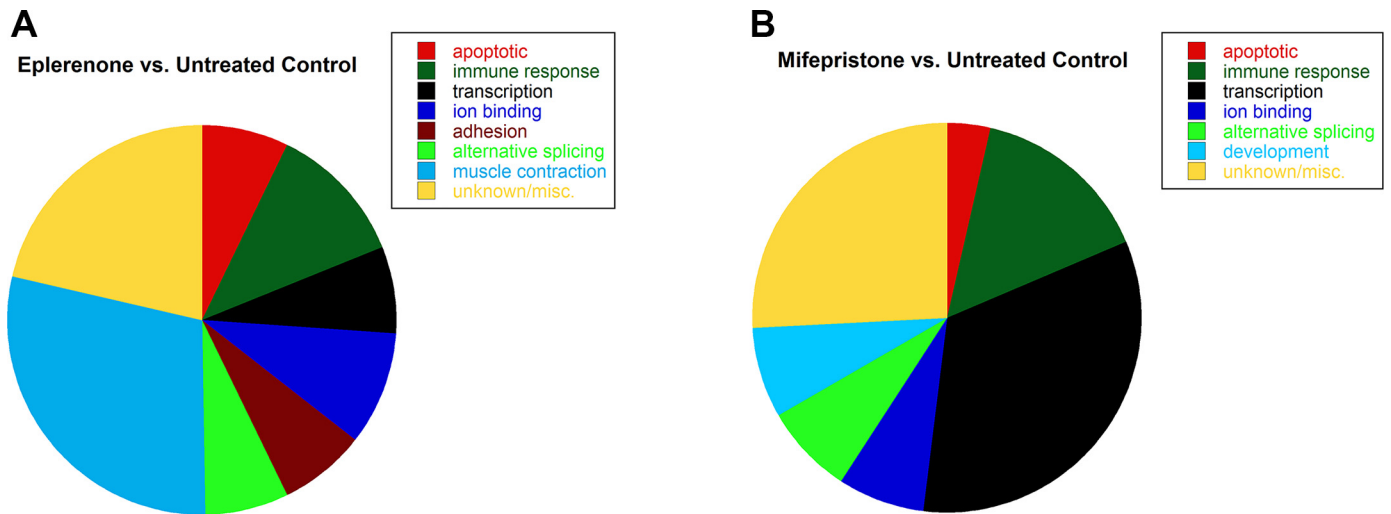 A
Eplerenone vs. Untreated Control
apoptotic
immune response
transcription
ion binding
adhesion
alternative splicing
muscle contraction
unknown/misc.
B
Mifepristone vs. Untreated Control
apoptotic
immune response
transcription
ion binding
alternative splicing
development
unknown/misc.